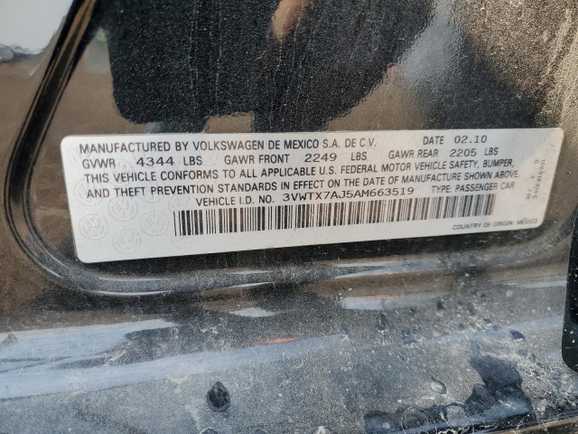 MANUFACTURED BY VOLKSWAGEN DE MEXICO S.A. DE C.V. DATE 02.10
GVWR 4344 LBS GAWR FRONT 2249 LBS GAWR REAR 2205 LBS
THIS VEHICLE CONFORMS TO ALL APPLICABLE U.S. FEDERAL MOTOR VEHICLE SAFETY, BUMPER,
AND THEFT PREVENTION STANDARDS IN EFFECT ON THE DATE OF MANUFACTURE SHOWN ABOVE.
VEHICLE I.D. NO. 3VWTX7AJ5AM663519 TYPE: PASSENGER CAR
COUNTRY OF ORIGIN: MEXICO